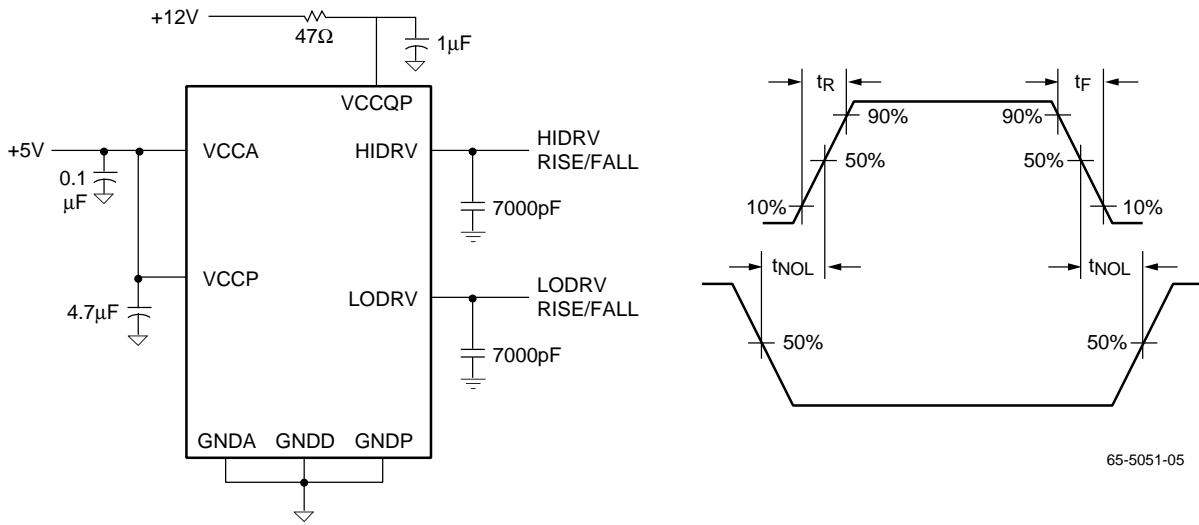 +12V
47Ω
1µF
VCCQP
+5V
VCCA
HIDRV
HIDRV
RISE/FALL
0.1
µF
7000pF
VCCP
LODRV
LODRV
RISE/FALL
4.7µF
7000pF
GNDA GNDD GNDP
tR
tF
90%
90%
50%
50%
10%
10%
tNOL
tNOL
50%
50%
65-5051-05